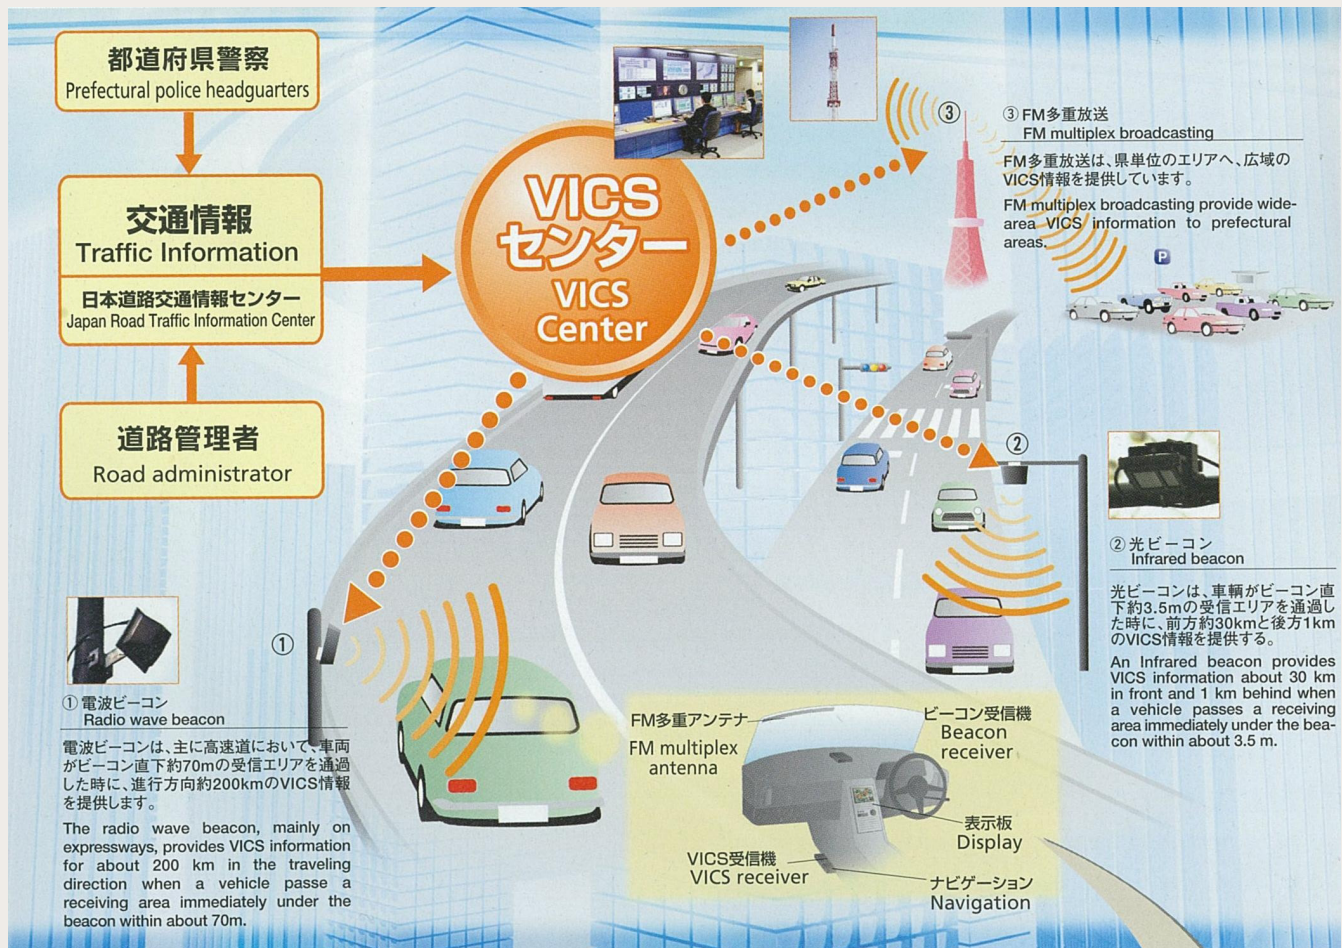 都道府県警察
Prefectural police headquarters
交通情報
Traffic Information
日本道路交通情報センター
Japan Road Traffic Information Center
道路管理者
Road administrator
VICS
センター
VICS
Center
③
③ FM多重放送
FM multiplex broadcasting
FM多重放送は、県単位のエリアへ、広域の
VICS情報を提供しています。
FM multiplex broadcasting provide wide-
area VICS information to prefectural
areas.
P
②
② 光ビーコン
Infrared beacon
光ビーコンは、車輌がビーコン直
下約3.5mの受信エリアを通過し
た時に、前方約30kmと後方1km
のVICS情報を提供する。
An Infrared beacon provides
VICS information about 30 km
in front and 1 km behind when
a vehicle passes a receiving
area immediately under the bea-
con within about 3.5 m.
①
① 電波ビーコン
Radio wave beacon
電波ビーコンは、主に高速道において、車両
がビーコン直下約70mの受信エリアを通過
した時に、進行方向約200kmのVICS情報
を提供します。
The radio wave beacon, mainly on
expressways, provides VICS information
for about 200 km in the traveling
direction when a vehicle passe a
receiving area immediately under the
beacon within about 70m.
FM多重アンテナ
FM multiplex
antenna
ビーコン受信機
Beacon
receiver
表示板
Display
VICS受信機
VICS receiver
ナビゲーション
Navigation